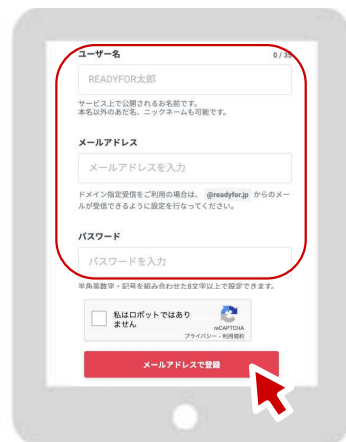 ユーザー名 0 / 35
READYFOR太郎
サービス上で公開されるお名前です。
本名以外のあだ名、ニックネームも可能です。
メールアドレス
メールアドレスを入力
ドメイン指定受信をご利用の場合は、 @readyfor.jp からのメー
ルが受信できるように設定を行なってください。
パスワード
パスワードを入力
半角英数字・記号を組み合わせた8文字以上で設定できます。
私はロボットではあり
ません
reCAPTCHA
プライバシー - 利用規約
メールアドレスで登録